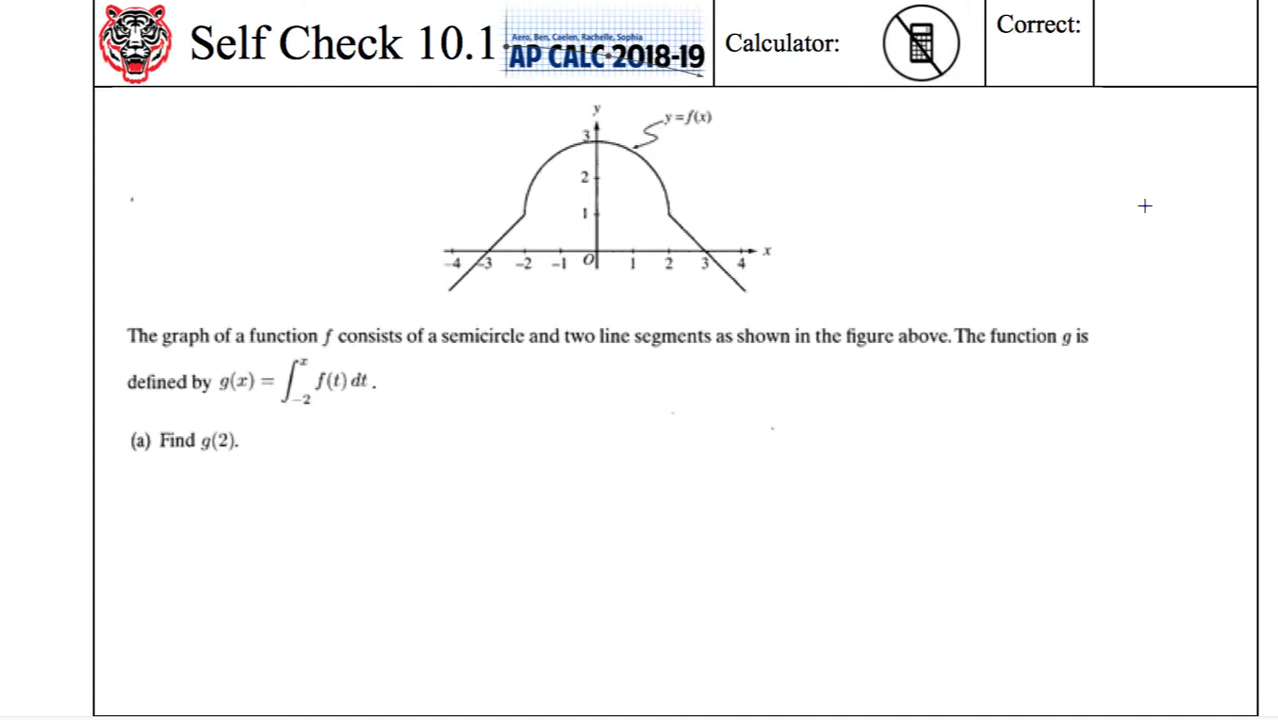 Self Check 10.1
Aero, Ben, Caelen, Rachelle, Sophia
AP CALC 2018-19
Calculator:
Correct:
y
y = f(x)
3
2
1
-4 -3 -2 -1 O 1 2 3 4 x
The graph of a function f consists of a semicircle and two line segments as shown in the figure above. The function g is
defined by g(x) = ∫_{-2}^{x} f(t) dt .
(a) Find g(2).